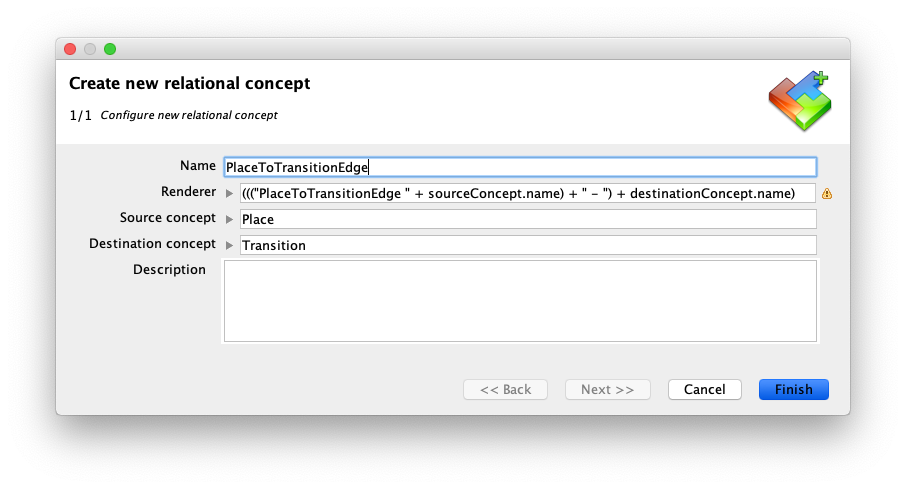 Create new relational concept
1/1 Configure new relational concept
Name PlaceToTransitionEdge
Renderer ((("PlaceToTransitionEdge " + sourceConcept.name) + " - ") + destinationConcept.name)
Source concept Place
Destination concept Transition
Description
<< Back Next >> Cancel Finish